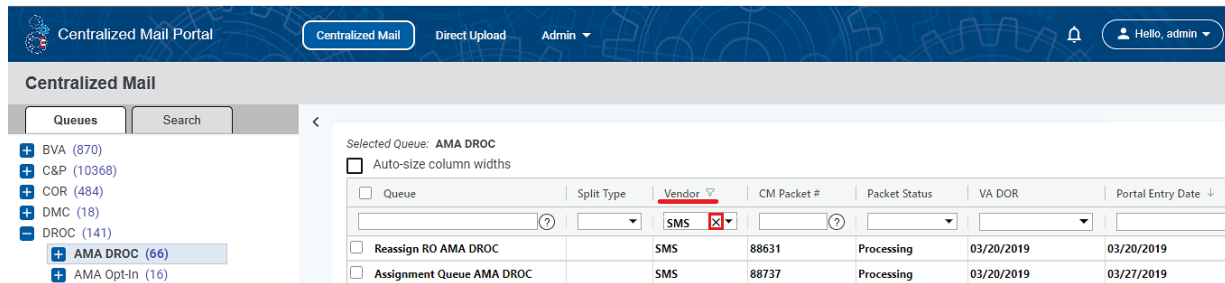 Centralized Mail Portal Centralized Mail Direct Upload Admin Hello, admin
Centralized Mail
Queues Search
BVA (870)
C&P (10368)
COR (484)
DMC (18)
DROC (141)
AMA DROC (66)
AMA Opt-In (16)
Selected Queue: AMA DROC
Auto-size column widths
Queue Split Type Vendor CM Packet # Packet Status VA DOR Portal Entry Date
SMS
Reassign RO AMA DROC SMS 88631 Processing 03/20/2019 03/20/2019
Assignment Queue AMA DROC SMS 88737 Processing 03/20/2019 03/27/2019